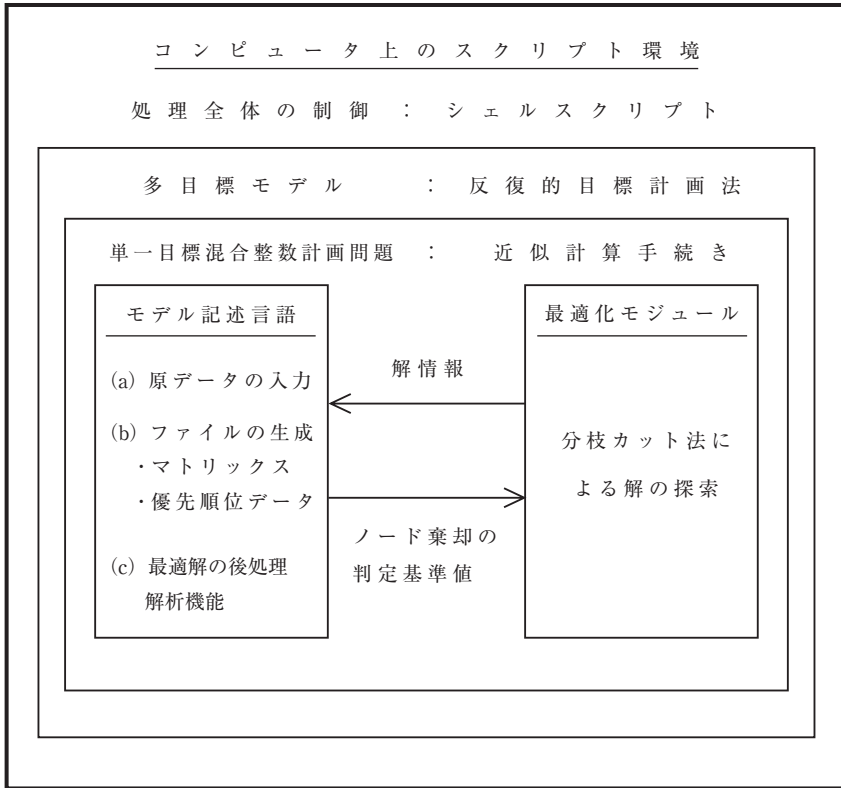 コンピュータ上のスクリプト環境
処理全体の制御 : シェルスクリプト
多目標モデル : 反復的目標計画法
単一目標混合整数計画問題 : 近似計算手続き
モデル記述言語
(a) 原データの入力
(b) ファイルの生成
・マトリックス
・優先順位データ
(c) 最適解の後処理
解析機能
解情報
ノード棄却の
判定基準値
最適化モジュール
分枝カット法に
よる解の探索